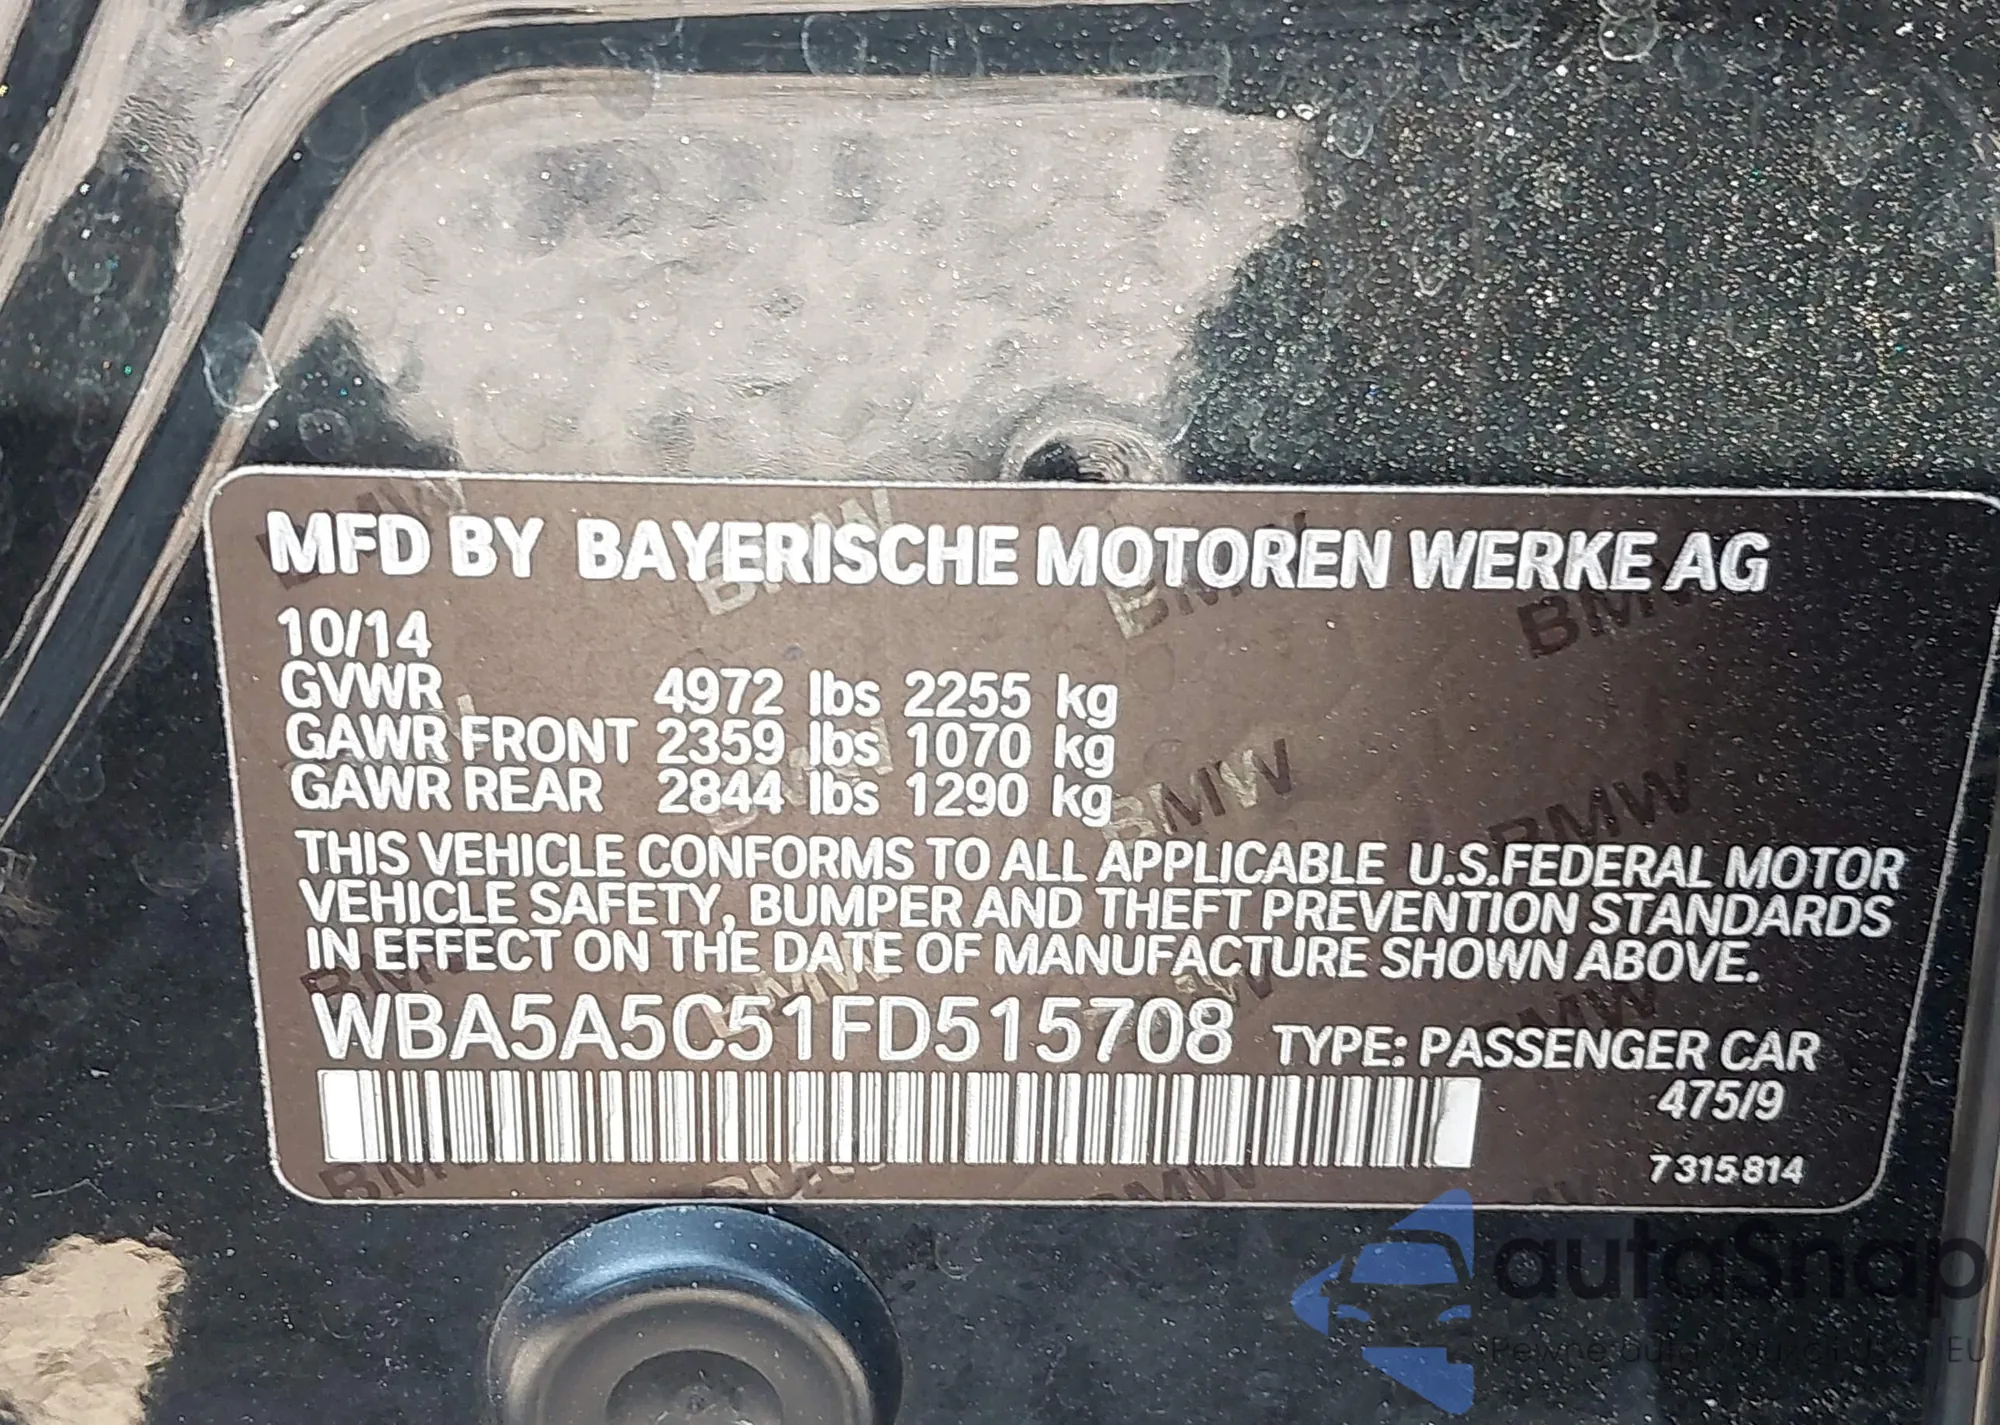 MFD BY BAYERISCHE MOTOREN WERKE AG
10/14
GVWR 4972 lbs 2255 kg
GAWR FRONT 2359 lbs 1070 kg
GAWR REAR 2844 lbs 1290 kg
THIS VEHICLE CONFORMS TO ALL APPLICABLE U.S.FEDERAL MOTOR
VEHICLE SAFETY, BUMPER AND THEFT PREVENTION STANDARDS
IN EFFECT ON THE DATE OF MANUFACTURE SHOWN ABOVE.
WBA5A5C51FD515708 TYPE: PASSENGER CAR
475/9
7 315 814
autaSnap
Pewne auta